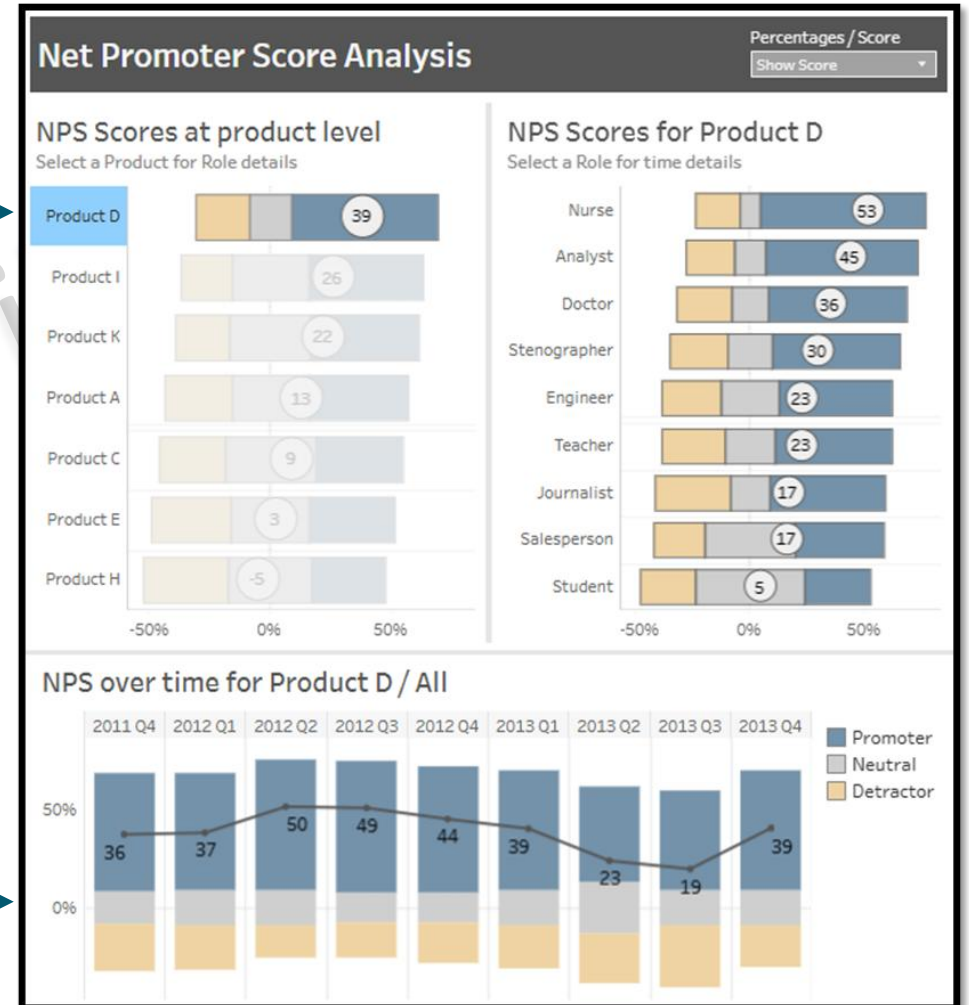 Net Promoter Score Analysis
Percentages / Score
Show Score
NPS Scores at product level
Select a Product for Role details
Product D
39
Product I
26
Product K
22
Product A
13
Product C
9
Product E
3
Product H
-5
-50% 0% 50%
NPS Scores for Product D
Select a Role for time details
Nurse
53
Analyst
45
Doctor
36
Stenographer
30
Engineer
23
Teacher
23
Journalist
17
Salesperson
17
Student
5
-50% 0% 50%
NPS over time for Product D / All
2011 Q4 2012 Q1 2012 Q2 2012 Q3 2012 Q4 2013 Q1 2013 Q2 2013 Q3 2013 Q4
50%
0%
36 37 50 49 44 39 23 19 39
Promoter
Neutral
Detractor